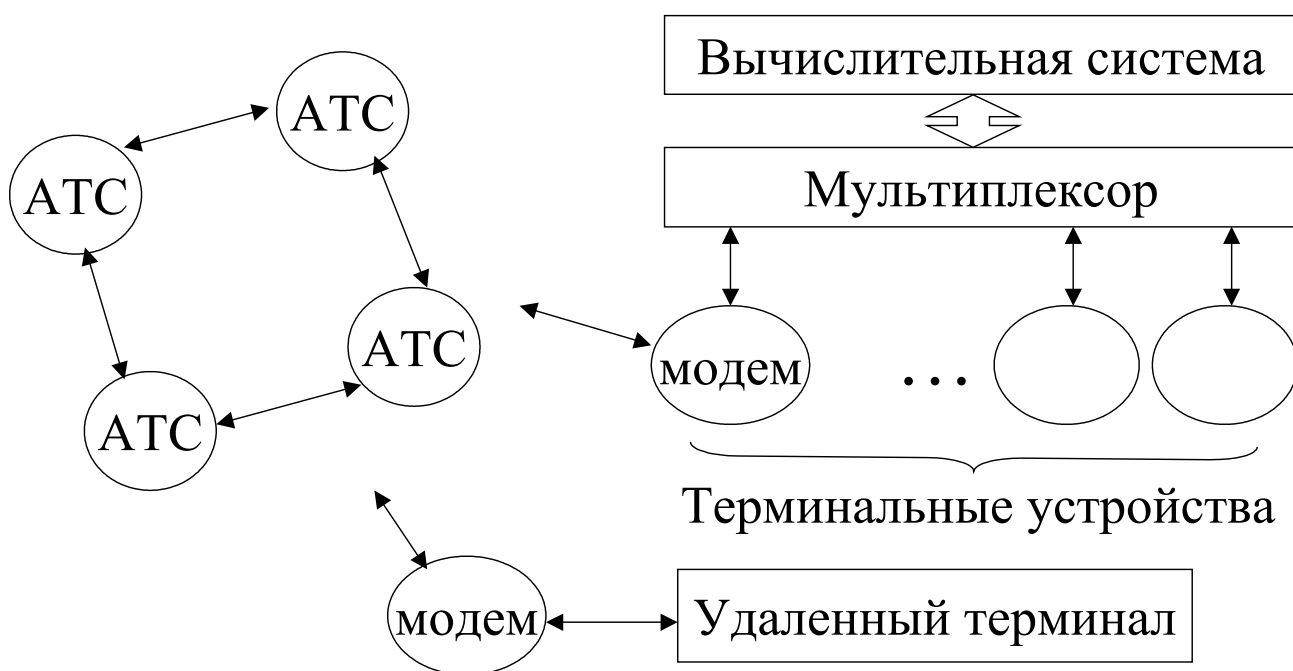 Вычислительная система
АТС
АТС
Мультиплексор
АТС
модем
...
АТС
Терминальные устройства
модем
Удаленный терминал